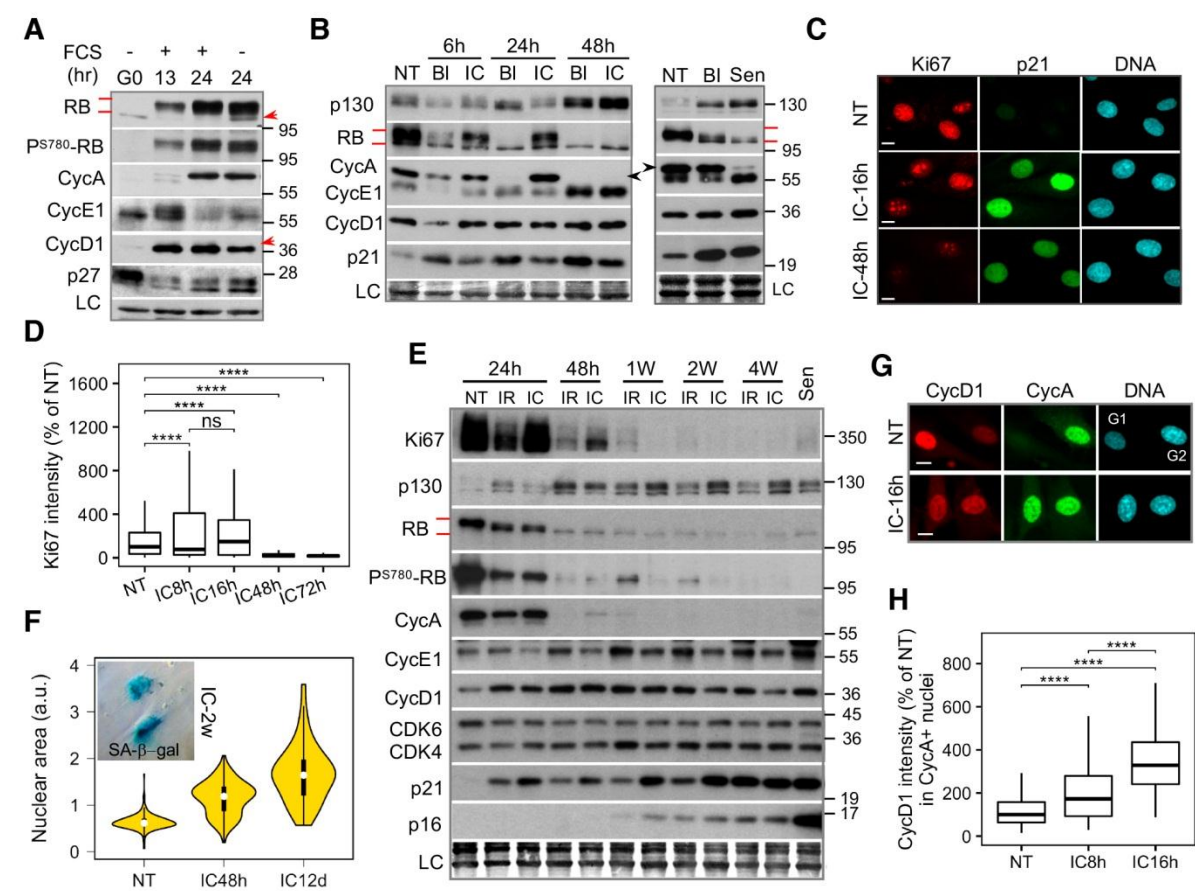 A
FCS - + + -
(hr) G0 13 24 24
RB
95
PS780-RB
95
CycA
55
CycE1
55
CycD1
36
p27
28
LC
B
6h 24h 48h
NT BI IC BI IC BI IC
NT BI Sen
p130
130
RB
95
CycA
CycE1
55
CycD1
36
p21
19
LC
LC
C
Ki67 p21 DNA
NT
IC-16h
IC-48h
D
Ki67 intensity (% of NT)
1600
1200
800
400
0
****
****
****
ns
****
NT IC8h IC16h IC48h IC72h
E
24h 48h 1W 2W 4W Sen
NT IR IC IR IC IR IC IR IC IR IC
Ki67
350
p130
130
RB
95
PS780-RB
95
CycA
55
CycE1
55
CycD1
36
45
CDK6
36
CDK4
p21
19
17
p16
LC
F
Nuclear area (a.u.)
4
3
2
1
0
SA-β-gal
IC-2w
NT IC48h IC12d
G
CycD1 CycA DNA
NT
G1
G2
IC-16h
H
CycD1 intensity (% of NT)
in CycA+ nuclei
800
600
400
200
0
****
****
****
NT IC8h IC16h